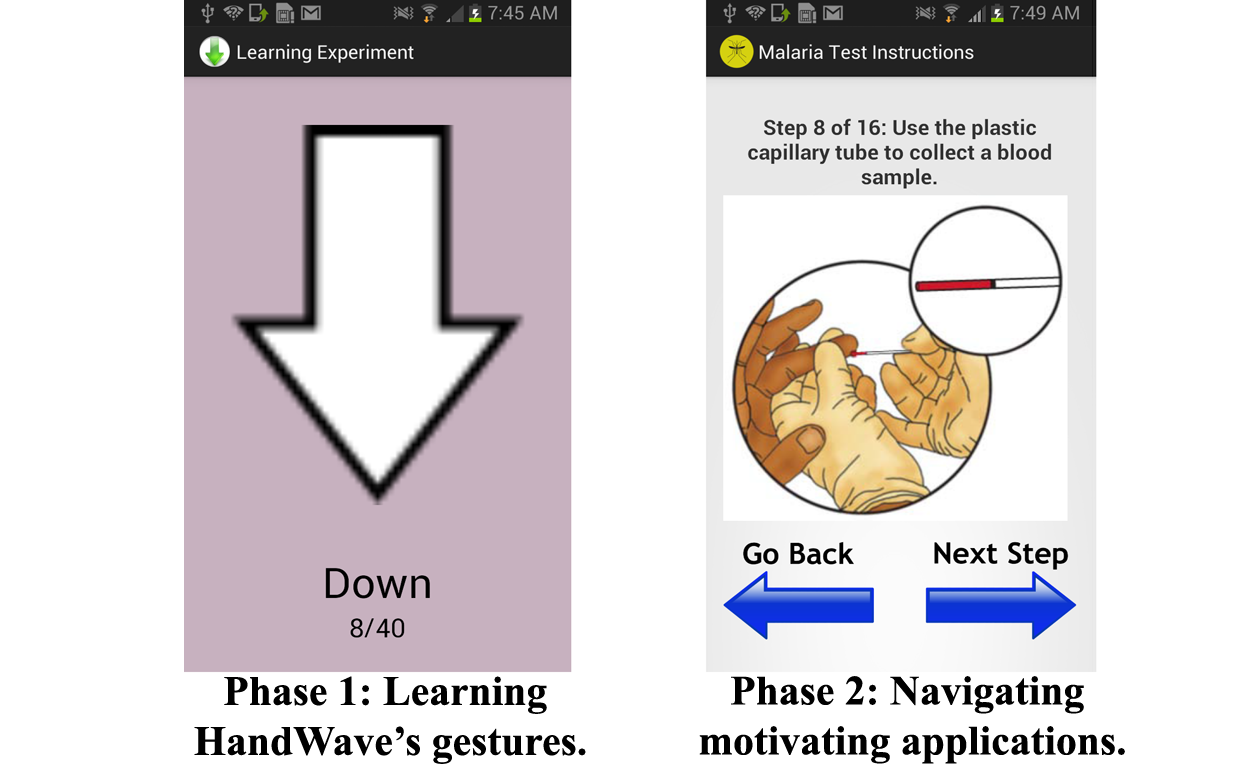 7:45 AM
Learning Experiment
Down
8/40
Phase 1: Learning
HandWave’s gestures.
7:49 AM
Malaria Test Instructions
Step 8 of 16: Use the plastic
capillary tube to collect a blood
sample.
Go Back
Next Step
Phase 2: Navigating
motivating applications.